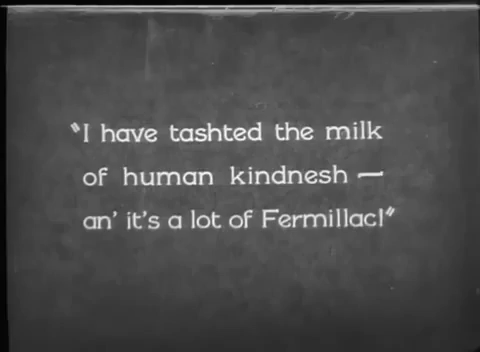 "I have tashted the milk
of human kindnesh —
an' it's a lot of Fermillac!"